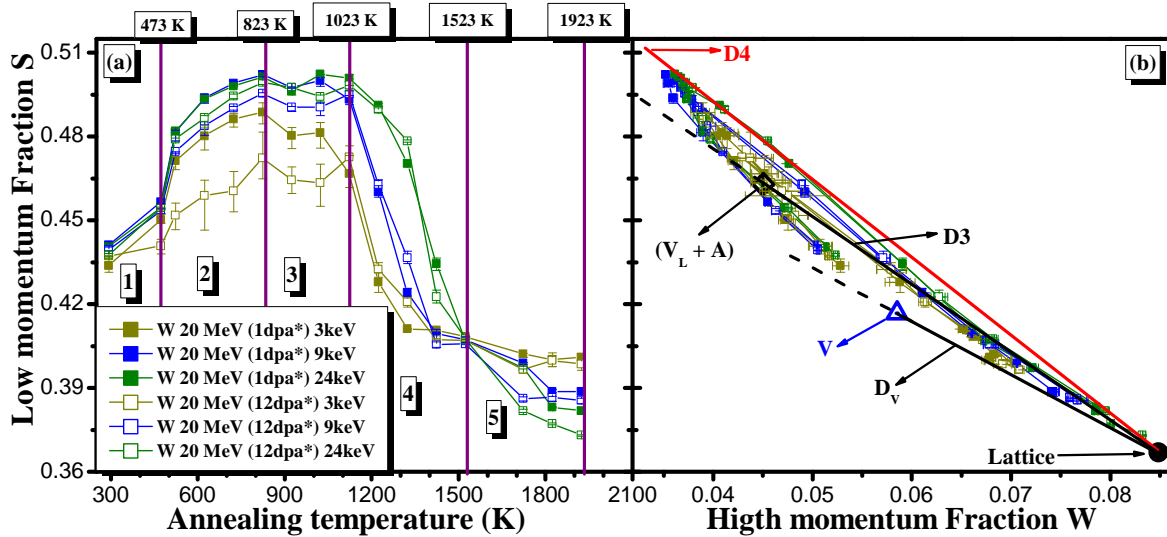 473 K
823 K
1023 K
1523 K
1923 K
Low momentum Fraction S
0.51
0.48
0.45
0.42
0.39
0.36
(a)
1
2
3
4
5
W 20 MeV (1dpa*) 3keV
W 20 MeV (1dpa*) 9keV
W 20 MeV (1dpa*) 24keV
W 20 MeV (12dpa*) 3keV
W 20 MeV (12dpa*) 9keV
W 20 MeV (12dpa*) 24keV
300 600 900 1200 1500 1800 2100
Annealing temperature (K)
(b)
D4
D3
(VL + A)
V
DV
Lattice
0.04 0.05 0.06 0.07 0.08
Higth momentum Fraction W